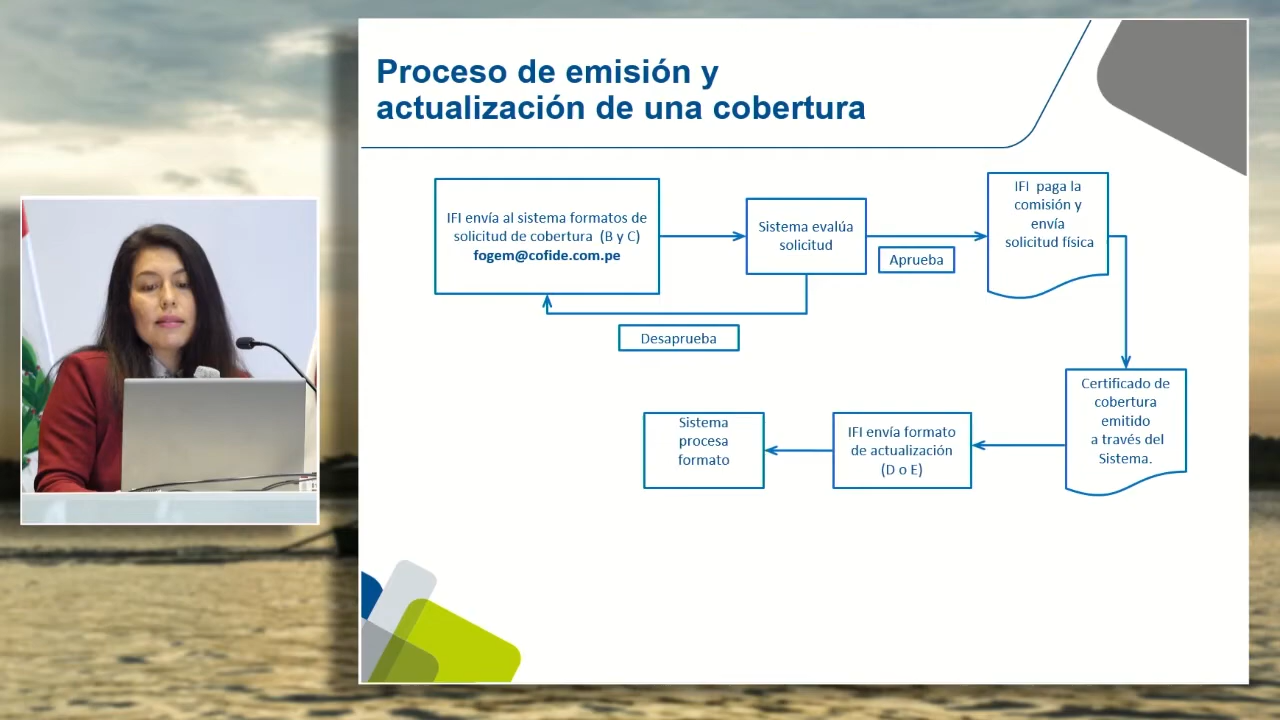 Proceso de emisión y
actualización de una cobertura
IFI envía al sistema formatos de
solicitud de cobertura (B y C)
fogem@cofide.com.pe
Sistema evalúa
solicitud
Aprueba
IFI paga la
comisión y
envía
solicitud física
Desaprueba
Certificado de
cobertura
emitido
a través del
Sistema.
IFI envía formato
de actualización
(D o E)
Sistema
procesa
formato